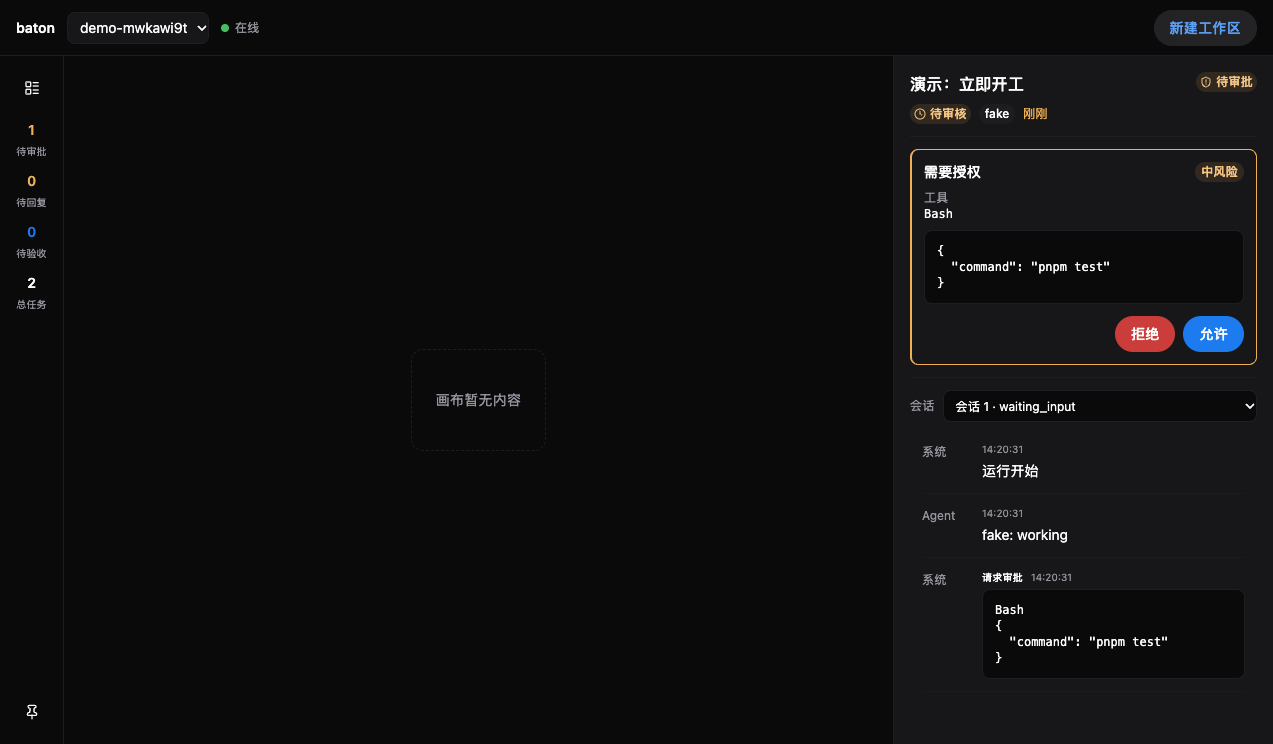 baton
demo-mwkawi9t
在线
新建工作区
1
待审批
0
待回复
0
待验收
2
总任务
画布暂无内容
演示：立即开工
待审批
待审核 fake 刚刚
需要授权
中风险
工具
Bash
{
  "command": "pnpm test"
}
拒绝
允许
会话
会话 1 · waiting_input
系统
14:20:31
运行开始
Agent
14:20:31
fake: working
系统
请求审批 14:20:31
Bash
{
  "command": "pnpm test"
}